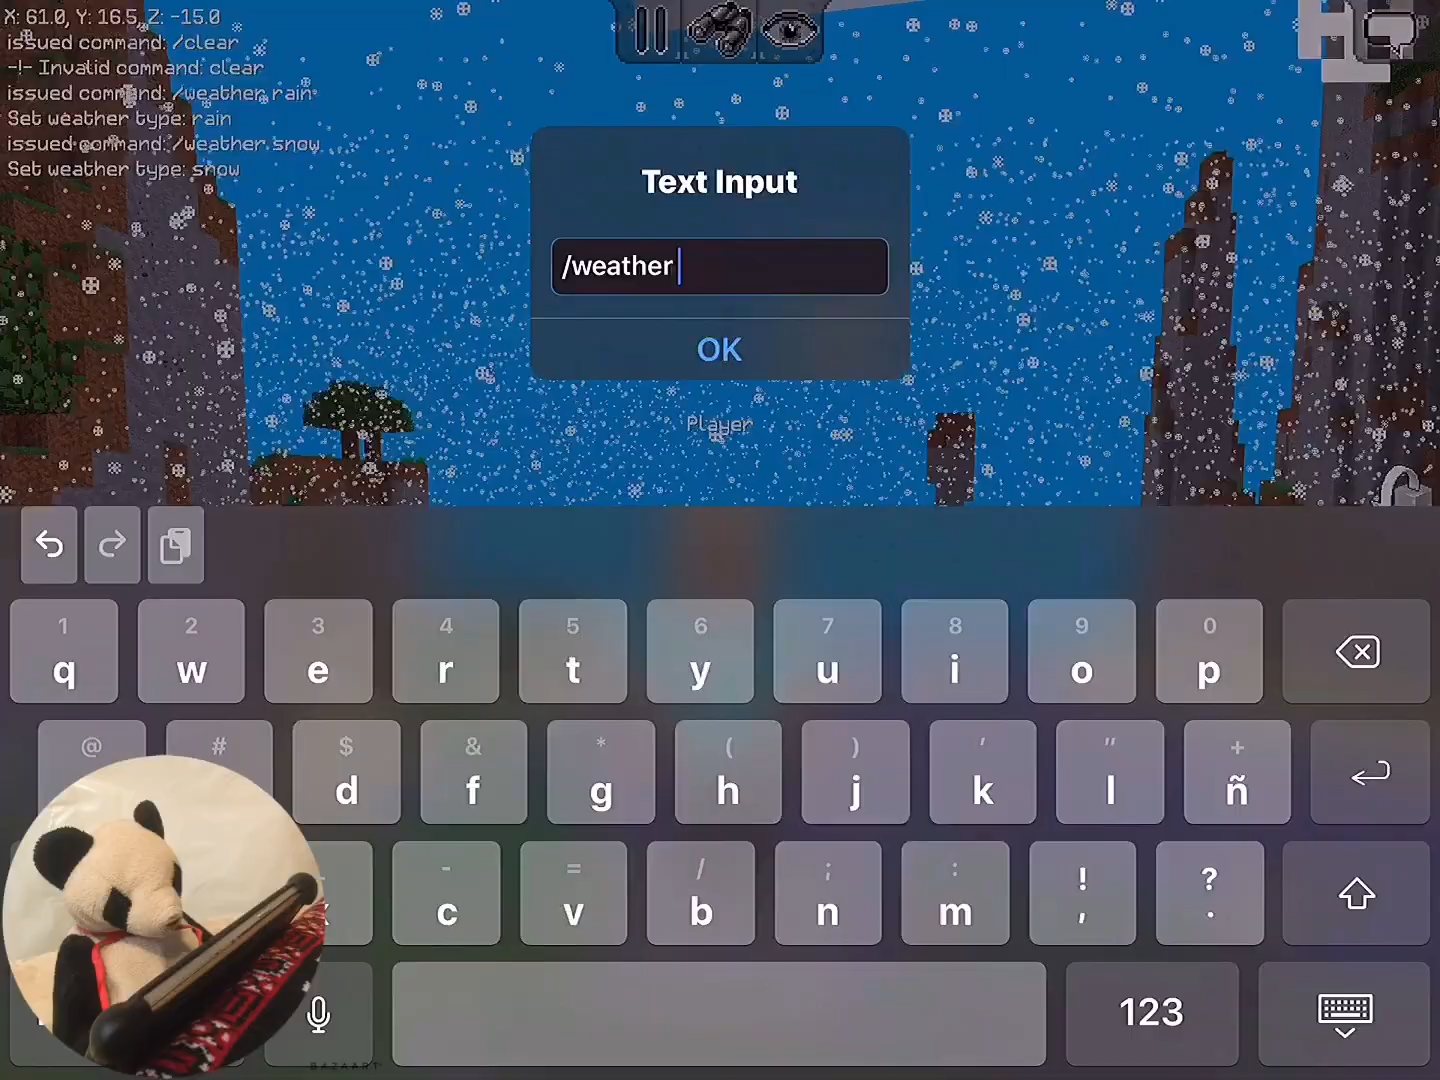 X: 61.0, Y: 16.5, Z: -15.0
issued command: /clear
-!- Invalid command: clear
issued command: /weather rain
Set weather type: rain
issued command: /weather snow
Set weather type: snow
Text Input
/weather
OK
Player
1 2 3 4 5 6 7 8 9 0
q w e r t y u i o p
@ # $ & * ( ) ' " +
d f g h j k l ñ
- = / ; : ! ?
c v b n m , .
123
BAZAART